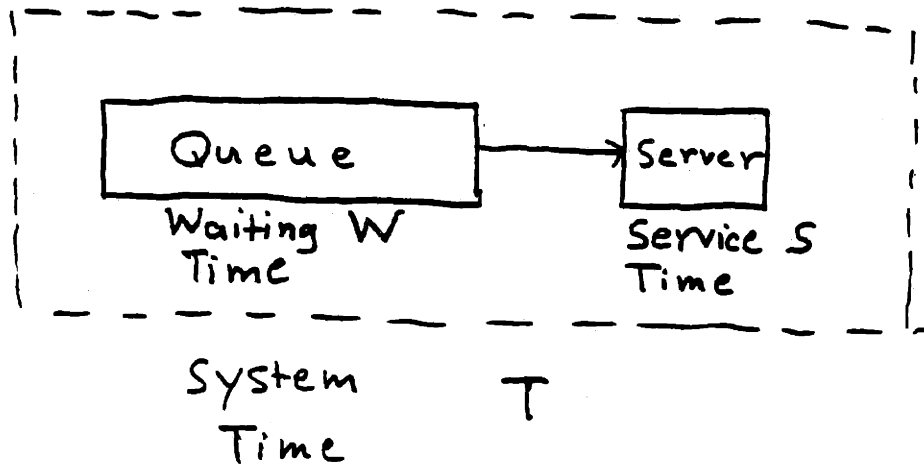 Queue
Server
Waiting W
Time
Service S
Time
System T
Time